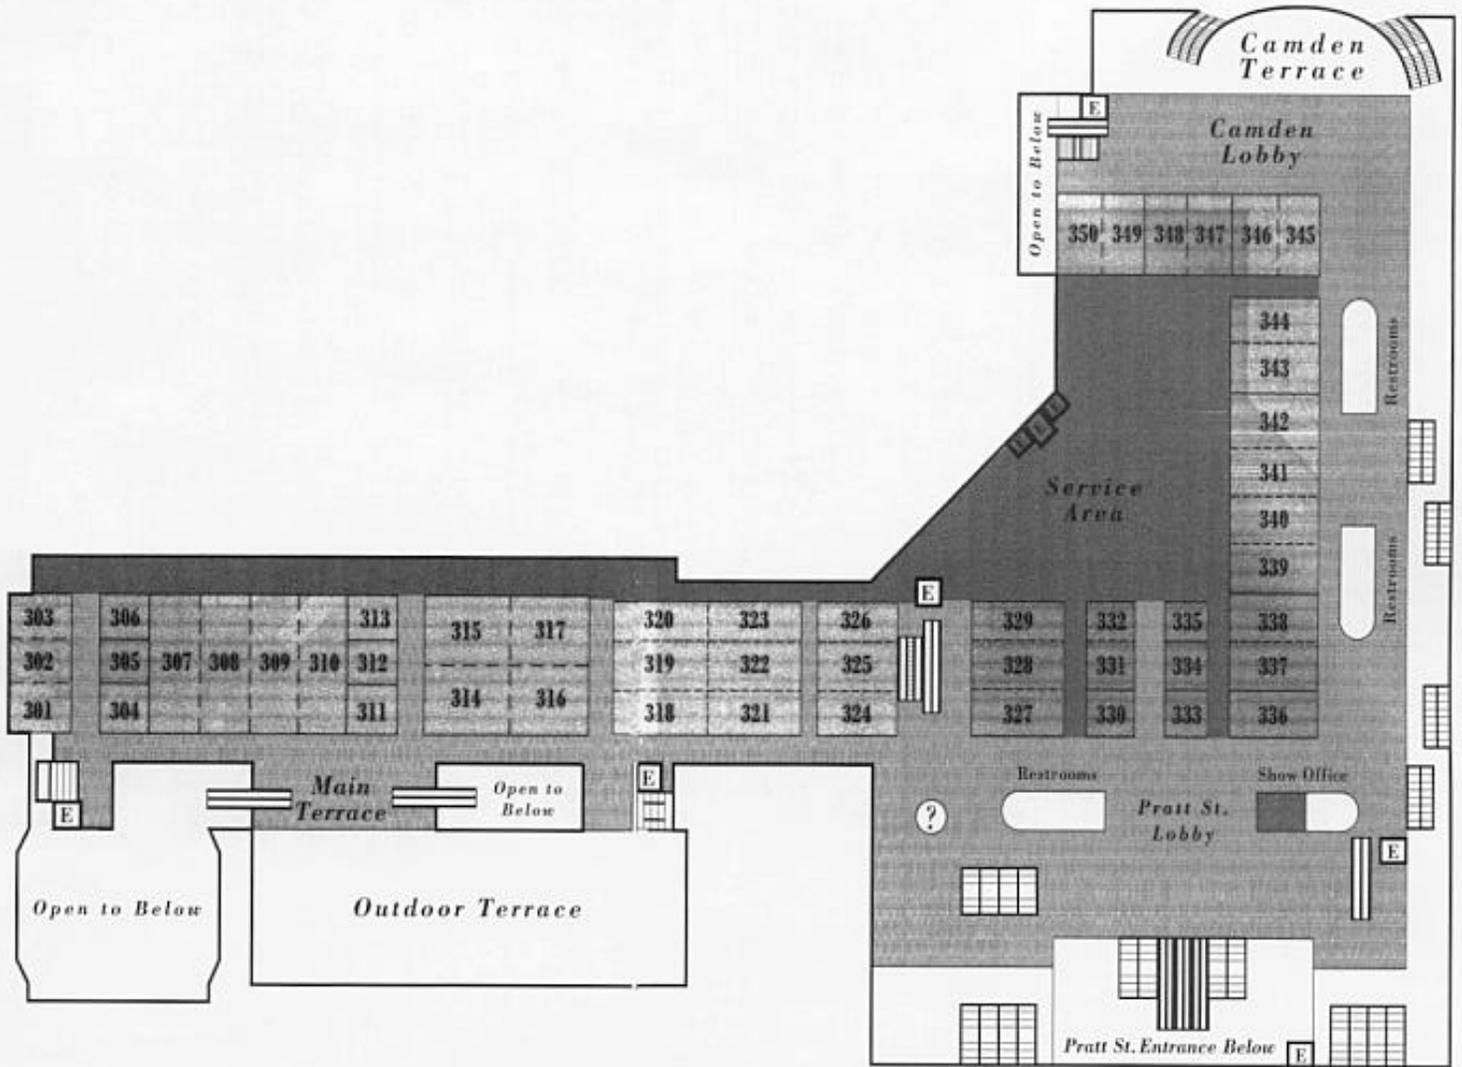 Camden
Terrace
E
Camden
Lobby
Open to Below
350 349 348 347 346 345
344
343
342
341
340
339
338
337
336
Restrooms
Restrooms
E
E
E
Service
Area
E
303 306 313 315 317 320 323 326 329 332 335
302 305 307 308 309 310 312 319 322 325 328 331 334
301 304 311 314 316 318 321 324 327 330 333
E
Main
Terrace
Open to
Below
E
Restrooms
Show Office
?
Pratt St.
Lobby
E
Open to Below
Outdoor Terrace
Pratt St. Entrance Below
E